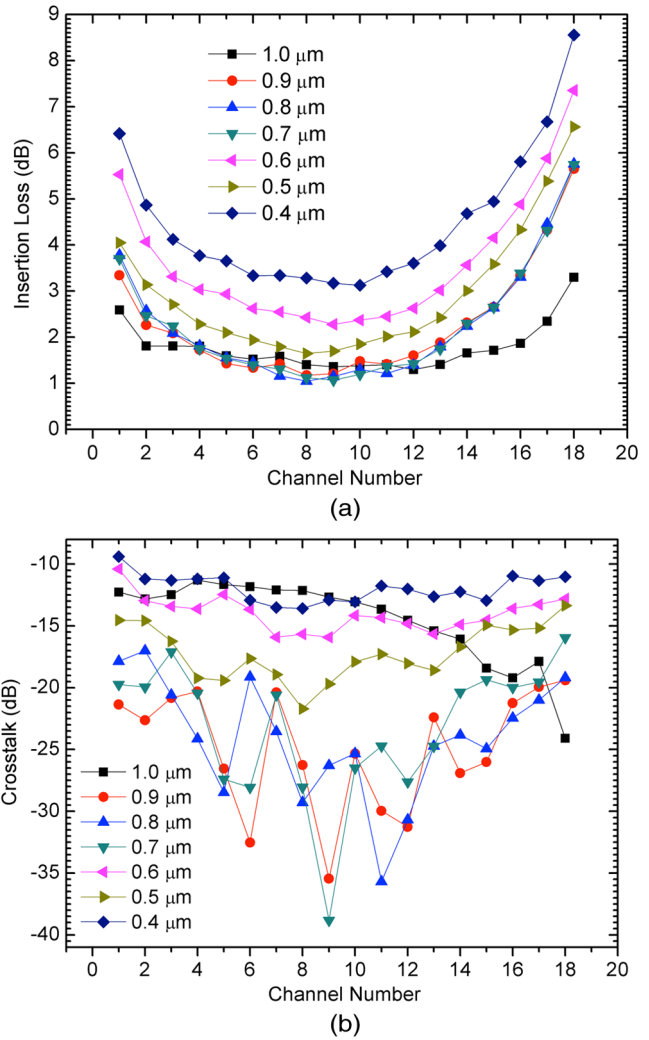 9
8
7
6
5
4
3
2
1
0
Insertion Loss (dB)
1.0 μm
0.9 μm
0.8 μm
0.7 μm
0.6 μm
0.5 μm
0.4 μm
0 2 4 6 8 10 12 14 16 18 20
Channel Number
(a)
-10
-15
-20
-25
-30
-35
-40
Crosstalk (dB)
1.0 μm
0.9 μm
0.8 μm
0.7 μm
0.6 μm
0.5 μm
0.4 μm
0 2 4 6 8 10 12 14 16 18 20
Channel Number
(b)